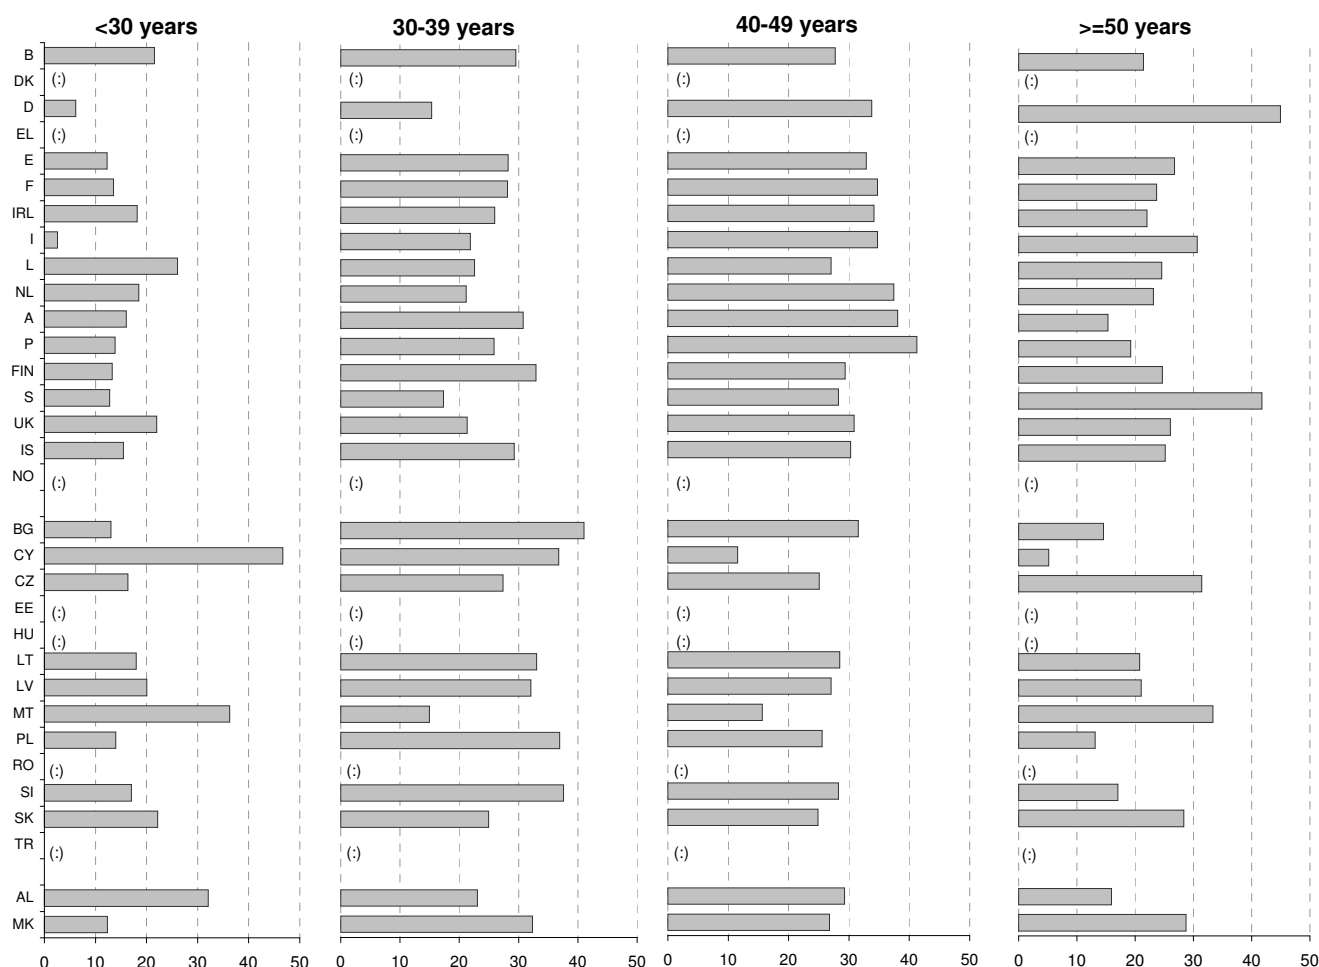 <30 years 30-39 years 40-49 years >=50 years
B
DK (:) (:) (:) (:)
D
EL (:) (:) (:) (:)
E
F
IRL
I
L
NL
A
P
FIN
S
UK
IS
NO (:) (:) (:) (:)
BG
CY
CZ
EE (:) (:) (:) (:)
HU (:) (:) (:) (:)
LT
LV
MT
PL
RO (:) (:) (:) (:)
SI
SK
TR (:) (:) (:) (:)
AL
MK
0 10 20 30 40 50 0 10 20 30 40 50 0 10 20 30 40 50 0 10 20 30 40 50